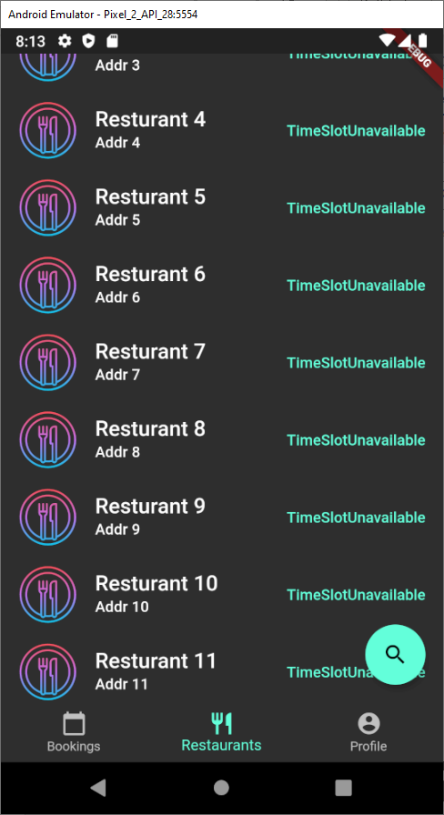 Android Emulator - Pixel_2_API_28:5554
8:13
DEBUG
TimeSlotUnavailable
Addr 3
Resturant 4
Addr 4
TimeSlotUnavailable
Resturant 5
Addr 5
TimeSlotUnavailable
Resturant 6
Addr 6
TimeSlotUnavailable
Resturant 7
Addr 7
TimeSlotUnavailable
Resturant 8
Addr 8
TimeSlotUnavailable
Resturant 9
Addr 9
TimeSlotUnavailable
Resturant 10
Addr 10
TimeSlotUnavailable
Resturant 11
Addr 11
TimeSlotUnavailable
Bookings
Restaurants
Profile